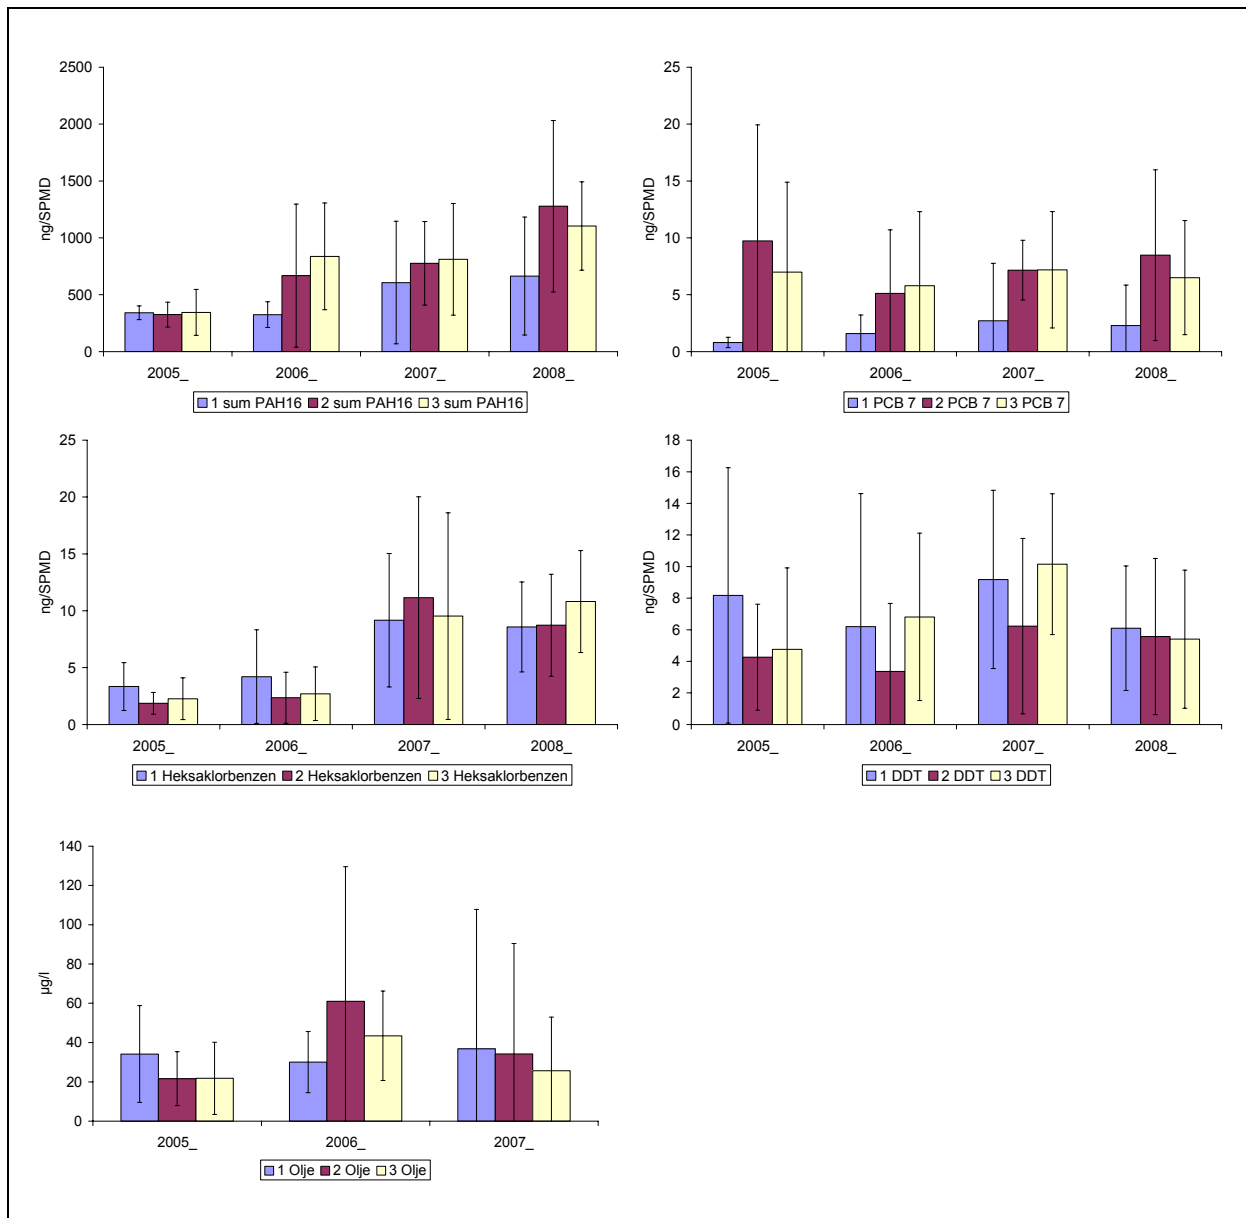 2500
2000
1500
1000
500
0
ng/SPMD
2005_ 2006_ 2007_ 2008_
1 sum PAH16 2 sum PAH16 3 sum PAH16
25
20
15
10
5
0
ng/SPMD
2005_ 2006_ 2007_ 2008_
1 PCB 7 2 PCB 7 3 PCB 7
25
20
15
10
5
0
ng/SPMD
2005_ 2006_ 2007_ 2008_
1 Heksaklorbenzen 2 Heksaklorbenzen 3 Heksaklorbenzen
18
16
14
12
10
8
6
4
2
0
ng/SPMD
2005_ 2006_ 2007_ 2008_
1 DDT 2 DDT 3 DDT
140
120
100
80
60
40
20
0
µg/l
2005_ 2006_ 2007_
1 Olje 2 Olje 3 Olje